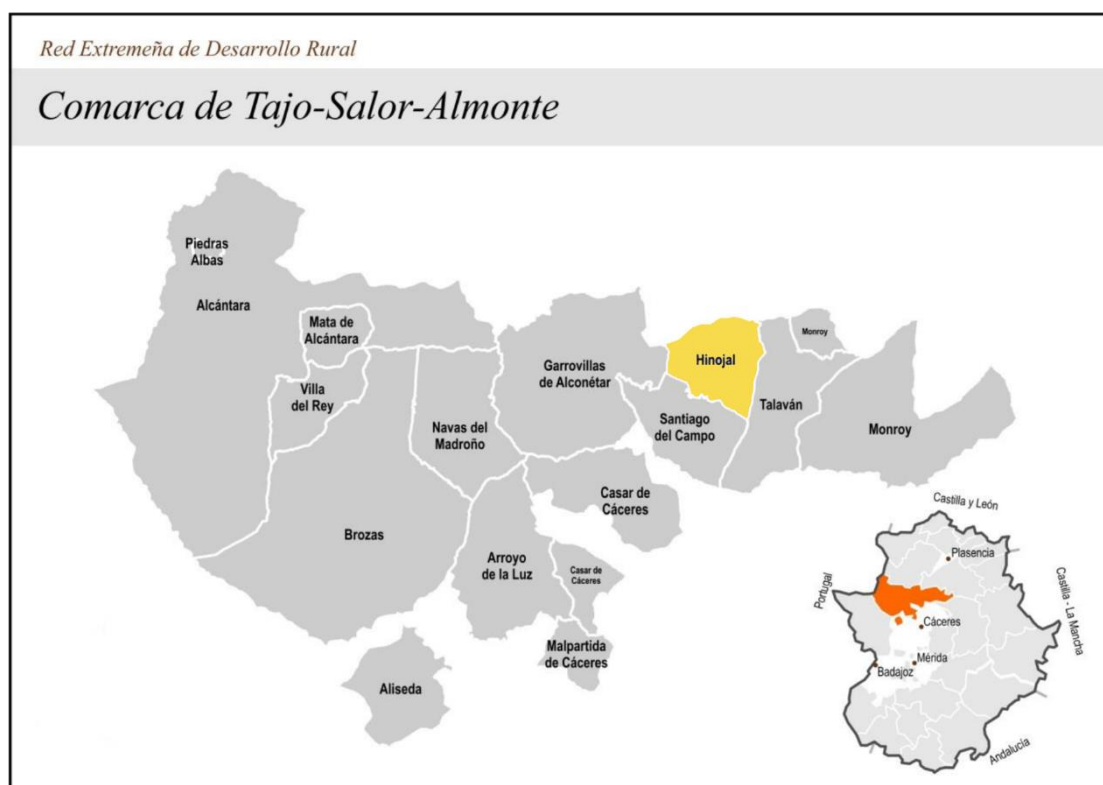 Red Extremeña de Desarrollo Rural
Comarca de Tajo-Salor-Almonte
Piedras
Albas
Alcántara
Mata de
Alcántara
Villa
del Rey
Navas del
Madroño
Brozas
Garrovillas
de Alconétar
Hinojal
Santiago
del Campo
Talaván
Monroy
Monroy
Casar de
Cáceres
Arroyo
de la Luz
Casar de
Cáceres
Malpartida
de Cáceres
Aliseda
Castilla y León
Plasencia
Portugal
Castilla - La Mancha
Cáceres
Mérida
Badajoz
Andalucía